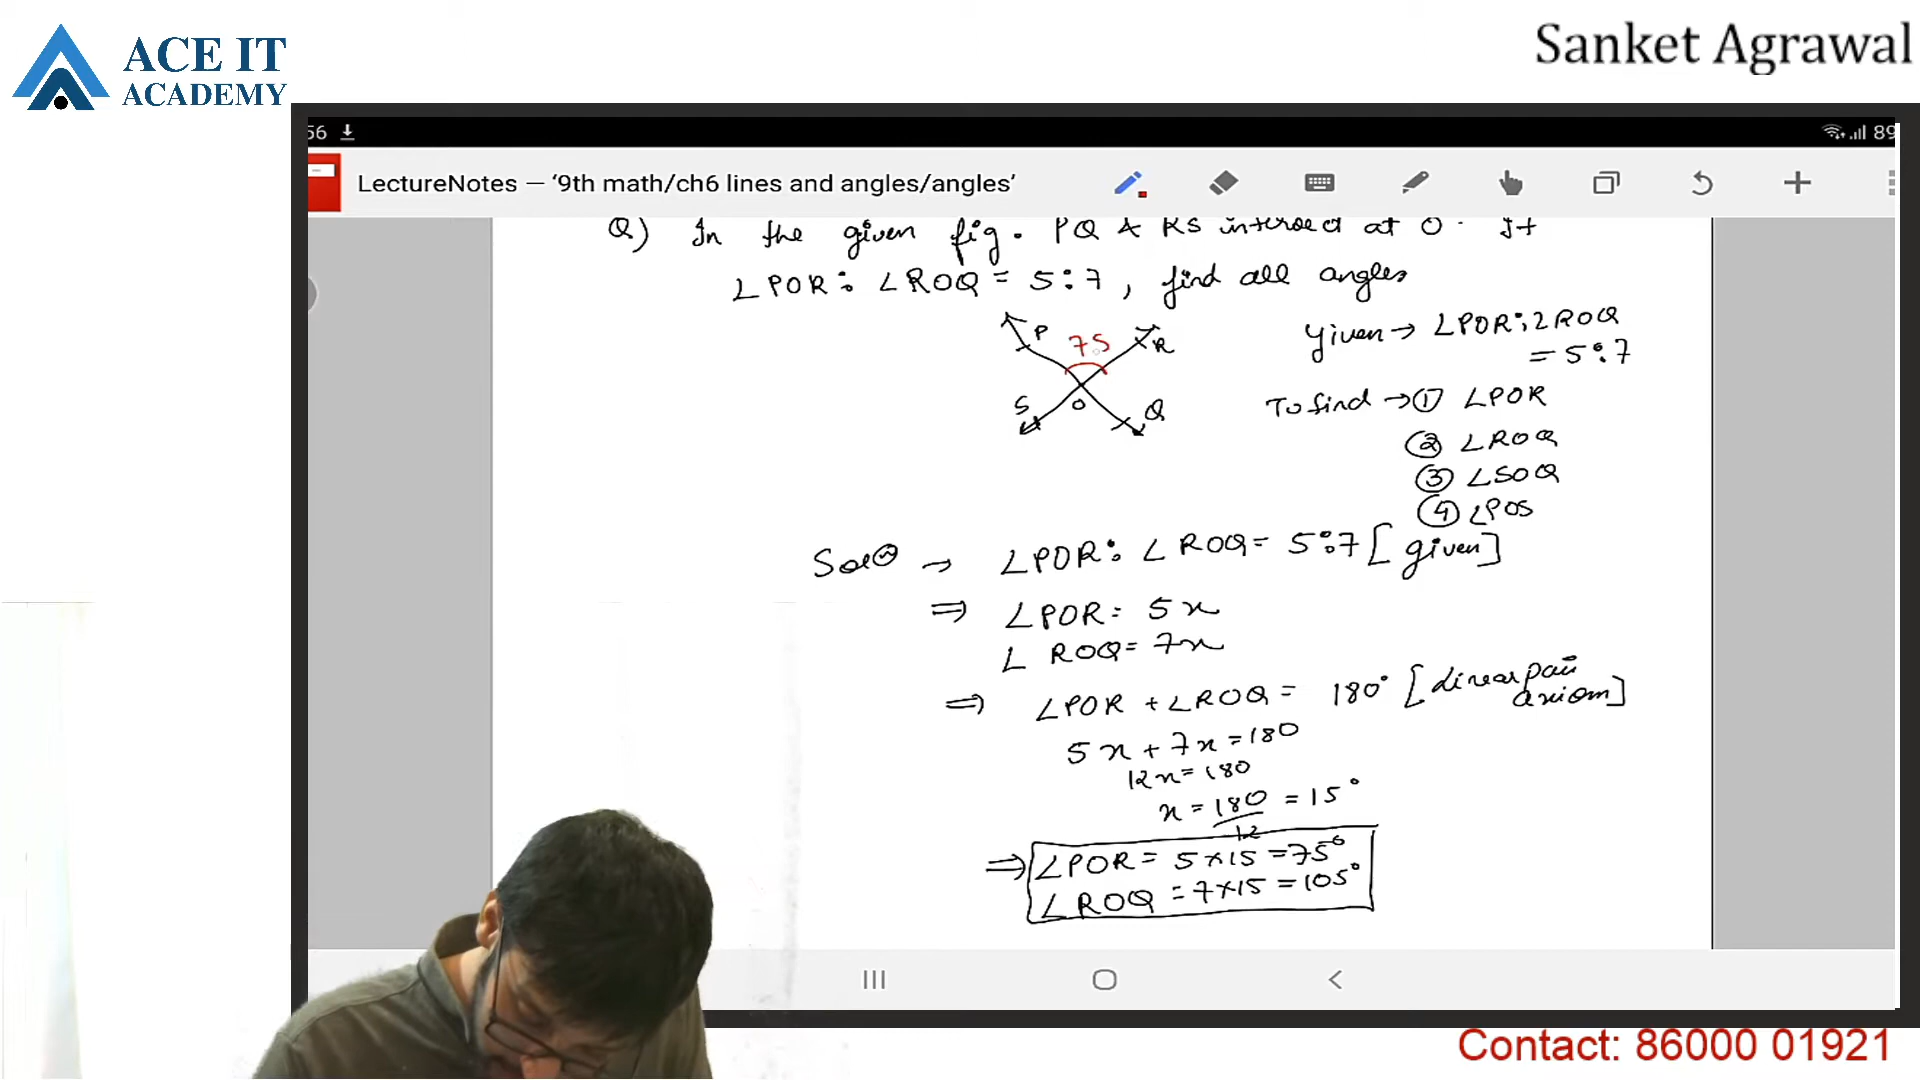 ACE IT
ACADEMY
Sanket Agrawal
56
89
LectureNotes — ‘9th math/ch6 lines and angles/angles’
Q) In the given fig. PQ & RS intersect at O. If
∠POR : ∠ROQ = 5:7, find all angles
P
75
R
S
O
Q
Given → ∠POR : ∠ROQ
= 5:7
To find → ① ∠POR
② ∠ROQ
③ ∠SOQ
④ ∠POS
Sol → ∠POR : ∠ROQ = 5:7 [given]
⇒ ∠POR = 5x
∠ROQ = 7x
⇒ ∠POR + ∠ROQ = 180° [Linear pair
axiom]
5x + 7x = 180
12x = 180
x = 180/12 = 15°
⇒ ∠POR = 5×15 = 75°
∠ROQ = 7×15 = 105°
Contact: 86000 01921